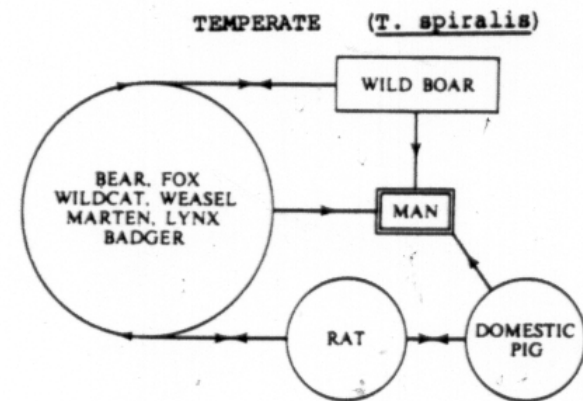 TEMPERATE (T. spiralis)
WILD BOAR
BEAR, FOX
WILDCAT, WEASEL
MARTEN, LYNX
BADGER
MAN
RAT
DOMESTIC
PIG